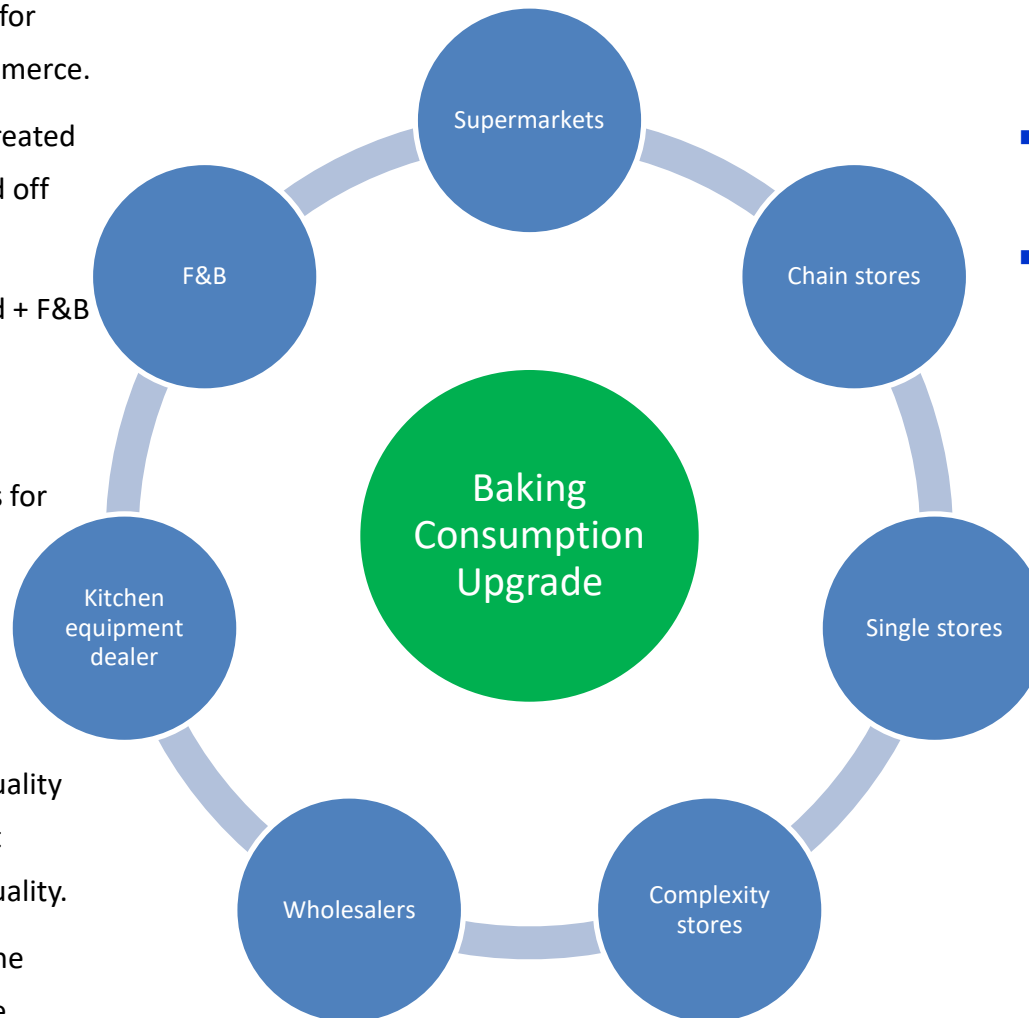 for
merce.
reated
d off
d + F&B
s for
uality
t
uality.
ne
Supermarkets
Chain stores
Single stores
Complexity
stores
Wholesalers
Kitchen
equipment
dealer
F&B
Baking
Consumption
Upgrade